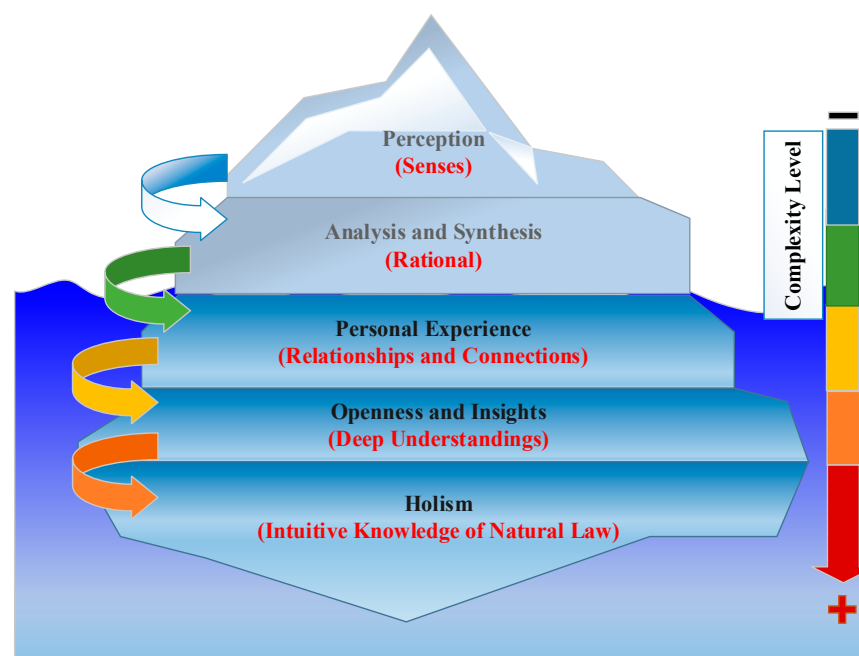 Perception
(Senses)
Analysis and Synthesis
(Rational)
Personal Experience
(Relationships and Connections)
Openness and Insights
(Deep Understandings)
Holism
(Intuitive Knowledge of Natural Law)
Complexity Level